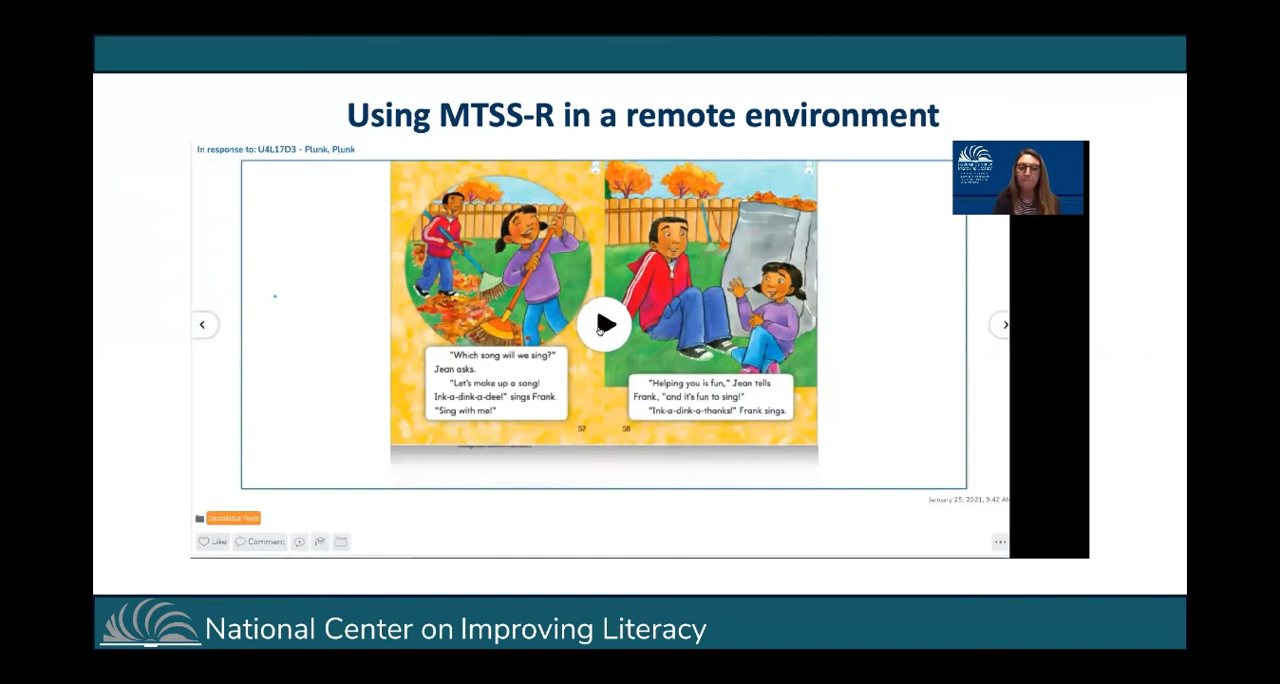 Using MTSS-R in a remote environment
In response to: U4L17D3 - Plunk, Plunk
"Which song will we sing?"
Jean asks.
"Let's make up a song!
Ink-a-dink-a-dee!" sings Frank.
"Sing with me!"
57
"Helping you is fun," Jean tells
Frank, "and it's fun to sing!"
"Ink-a-dink-a-thanks!" Frank sings.
58
January 25, 2021, 9:42 AM
Decodable Texts
Like
Comment
National Center on Improving Literacy